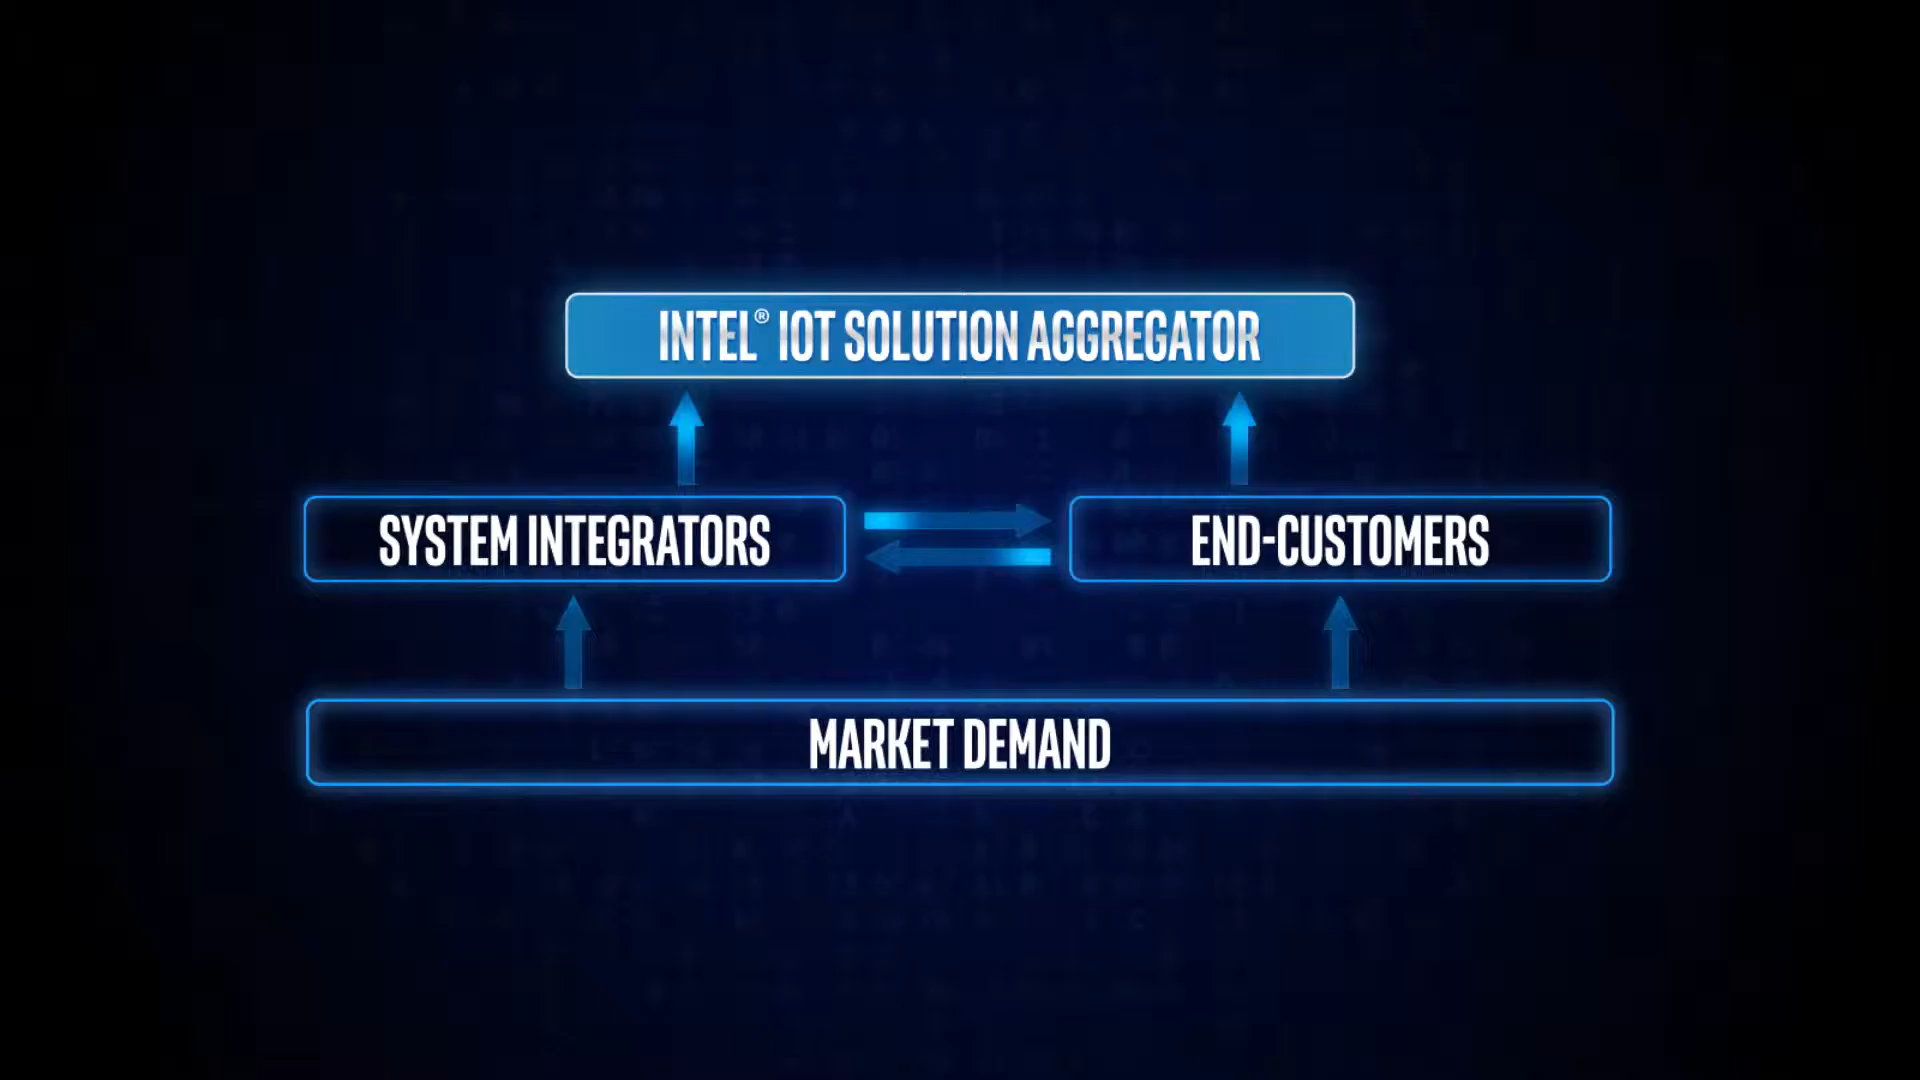 INTEL® IOT SOLUTION AGGREGATOR
SYSTEM INTEGRATORS
END-CUSTOMERS
MARKET DEMAND